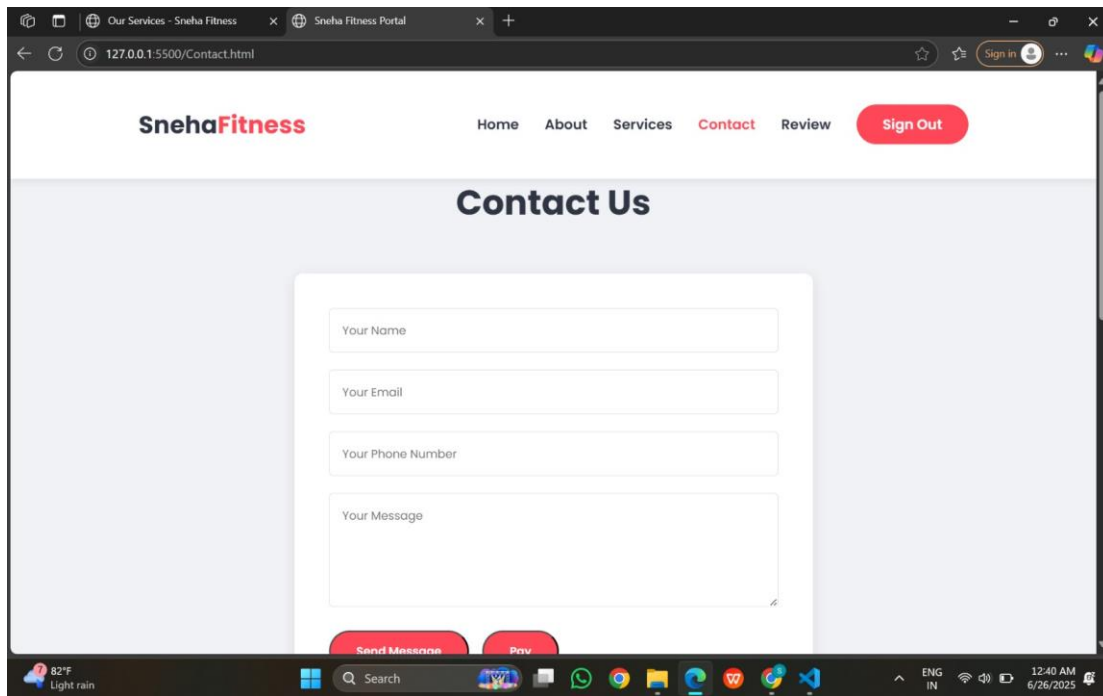 Our Services - Sneha Fitness
Sneha Fitness Portal
127.0.0.1:5500/Contact.html
Sign in
SnehaFitness
Home About Services Contact Review Sign Out
Contact Us
Your Name
Your Email
Your Phone Number
Your Message
Send Message Pay
7
82°F
Light rain
Search
ENG
IN
12:40 AM
6/26/2025